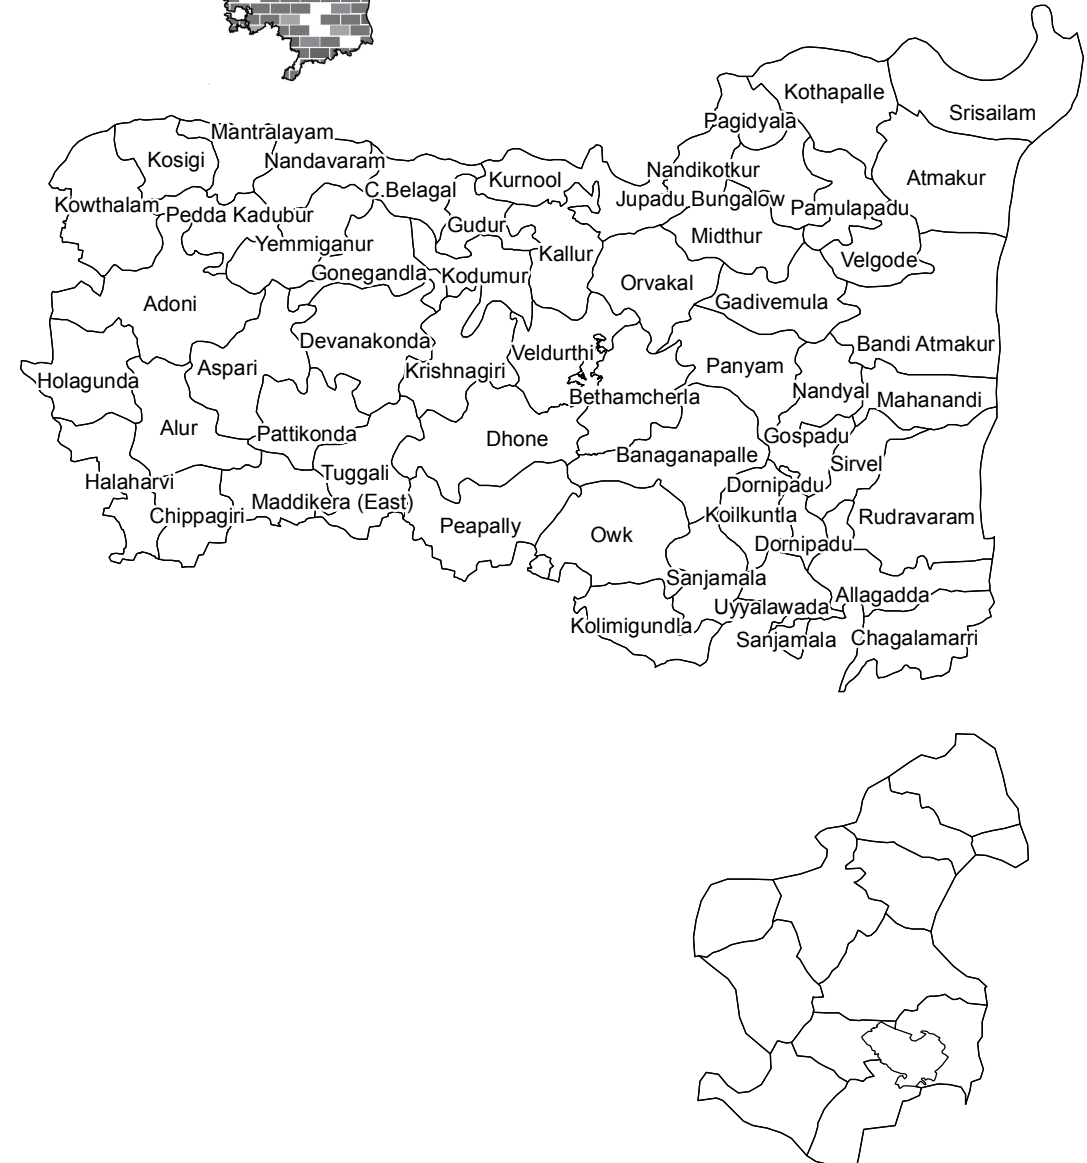 Kothapalle
Srisailam
Pagidyala
Mantralayam
Kosigi
Nandavaram
Nandikotkur
Atmakur
Kurnool
C.Belagal
Jupadu Bungalow
Kowthalam
Pedda Kadubur
Pamulapadu
Gudur
Midthur
Yemmiganur
Kallur
Velgode
Gonegandla
Kodumur
Orvakal
Adoni
Gadivemula
Devanakonda
Bandi Atmakur
Veldurthi
Aspari
Krishnagiri
Panyam
Holagunda
Nandyal
Bethamcherla
Mahanandi
Alur
Pattikonda
Dhone
Gospadu
Banaganapalle
Sirvel
Tuggali
Halaharvi
Dornipadu
Maddikera (East)
Chippagiri
Koilkuntla
Rudravaram
Peapally
Owk
Dornipadu
Sanjamala
Allagadda
Uyyalawada
Kolimigundla
Sanjamala
Chagalamarri